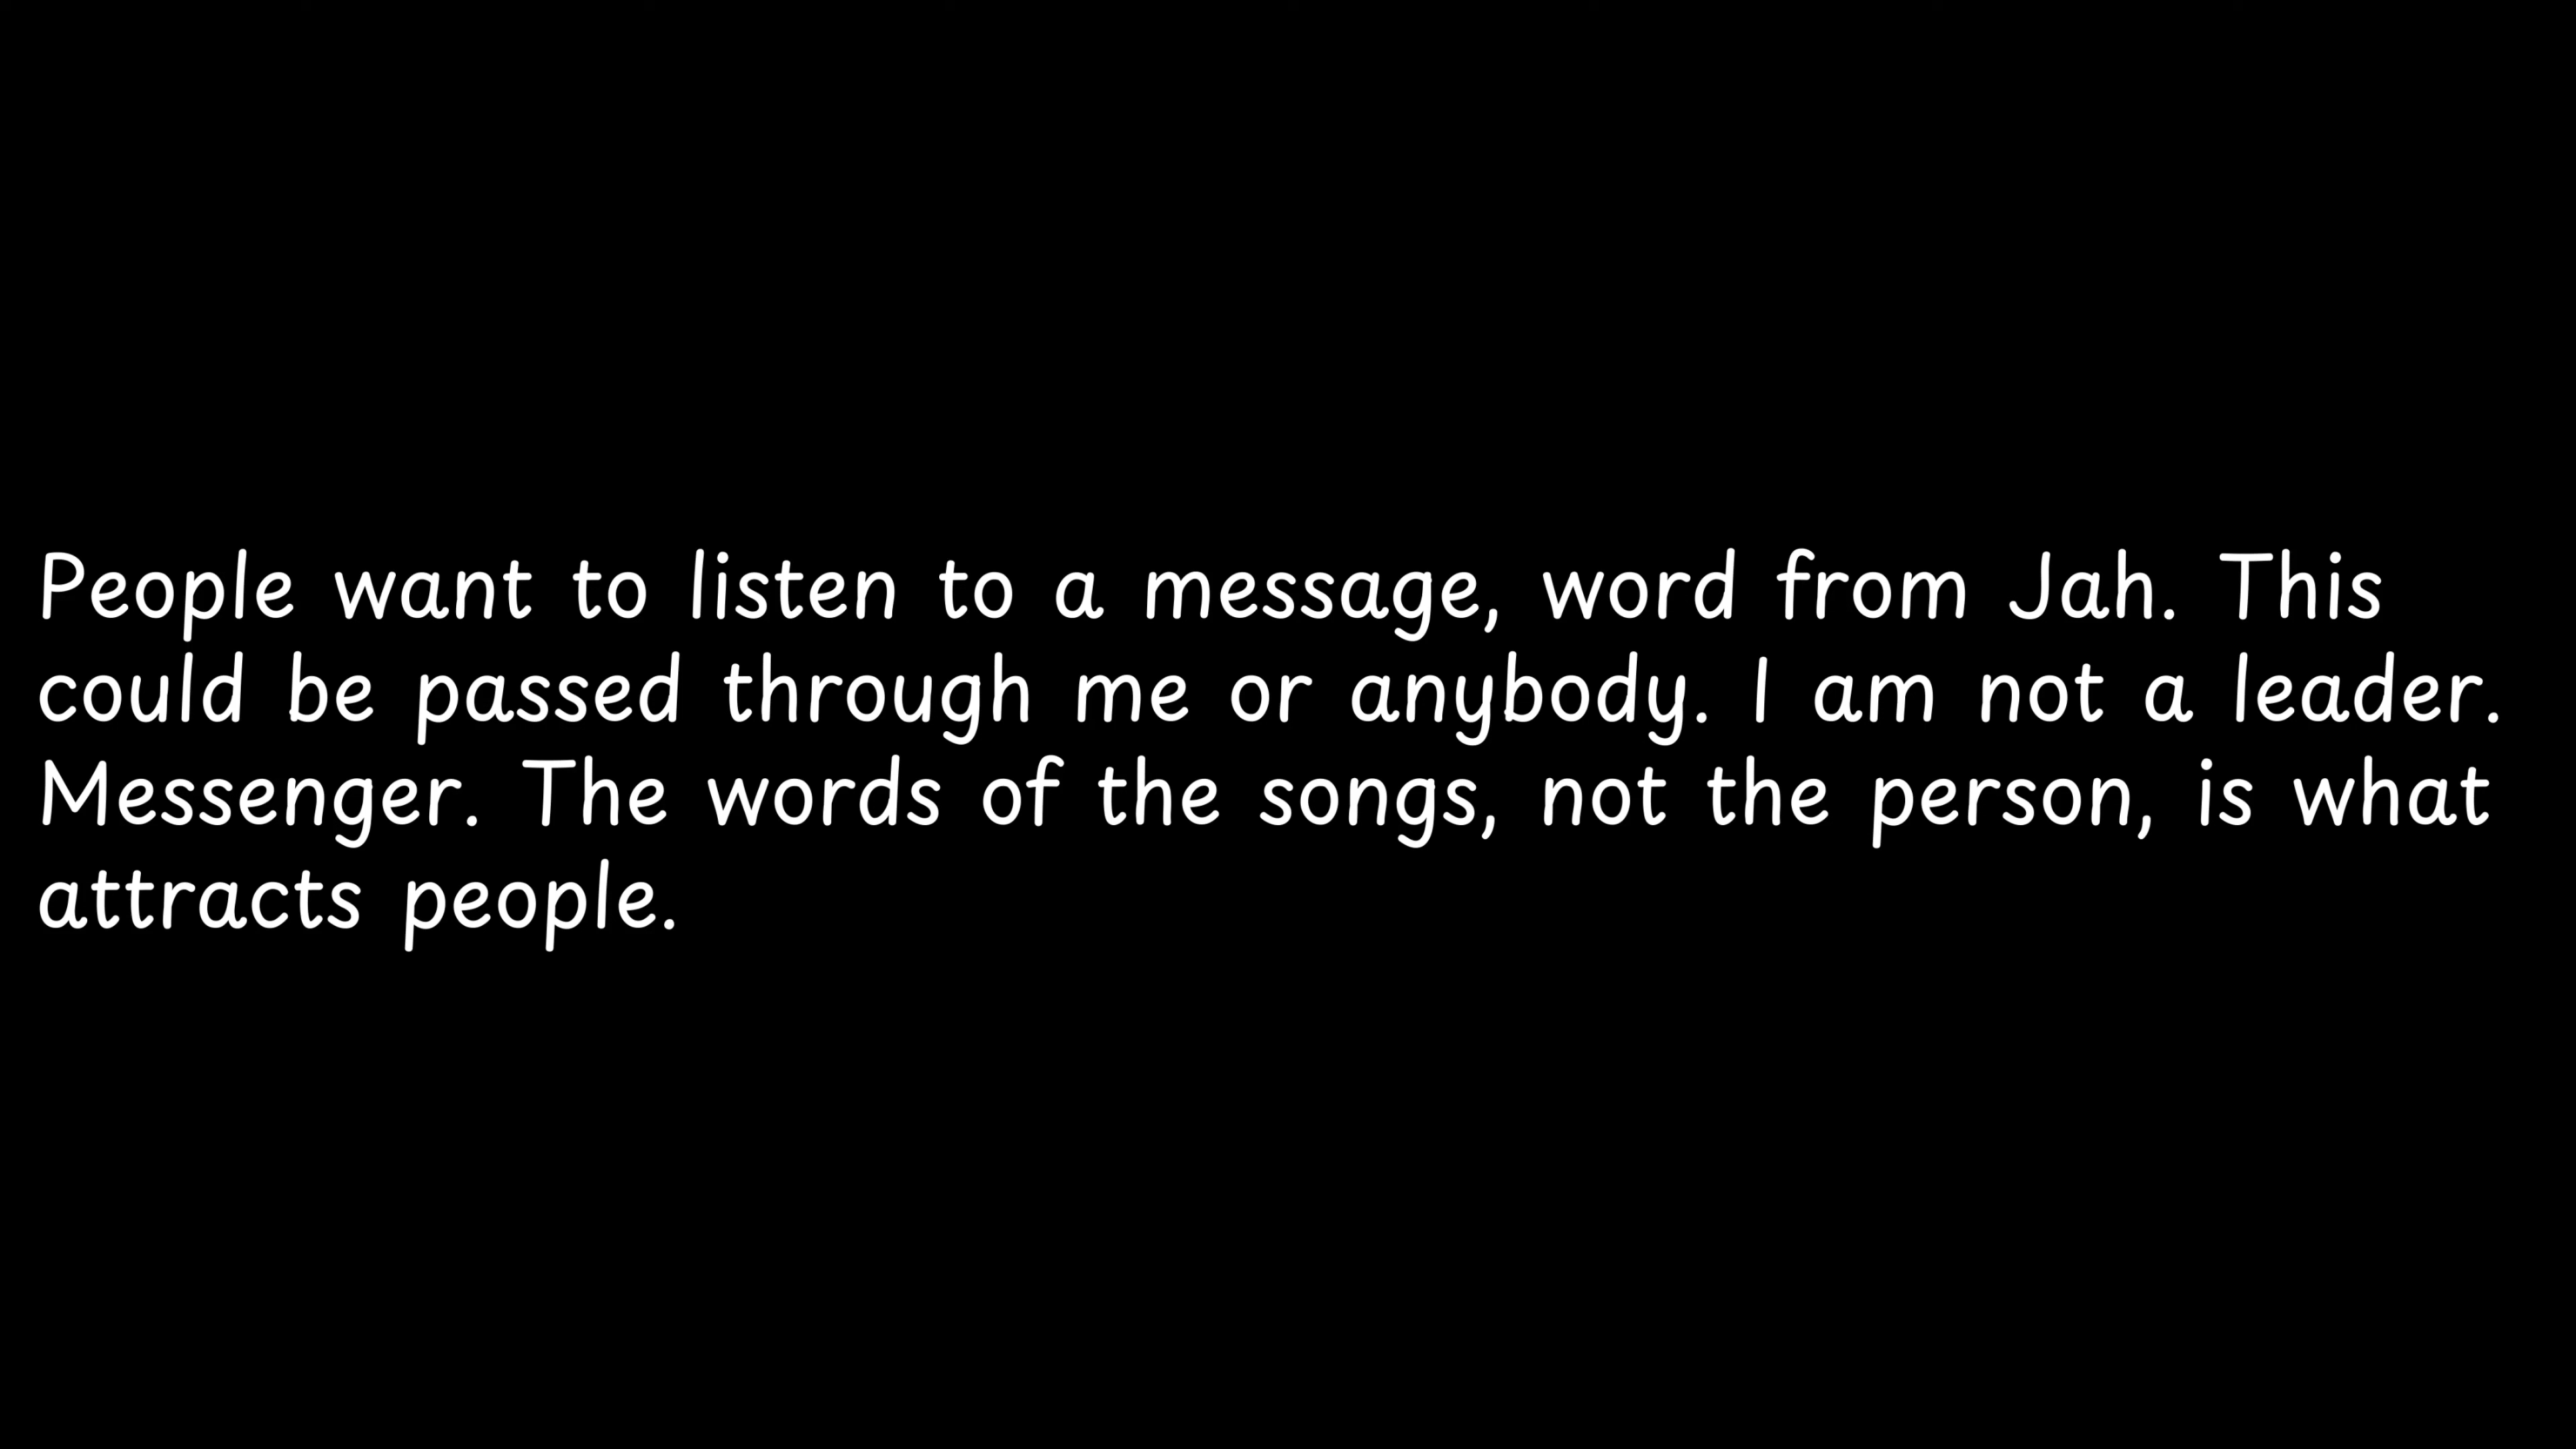 People want to listen to a message, word from Jah. This
could be passed through me or anybody. I am not a leader.
Messenger. The words of the songs, not the person, is what
attracts people.